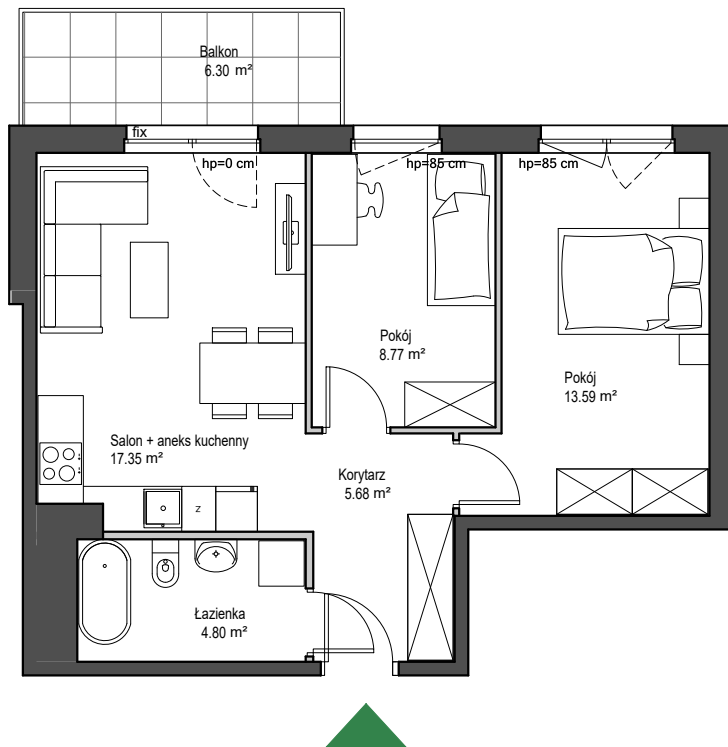 Balkon
6.30 m²
fix
hp=0 cm
hp=85 cm
hp=85 cm
Pokój
8.77 m²
Pokój
13.59 m²
Salon + aneks kuchenny
17.35 m²
Korytarz
5.68 m²
z
Łazienka
4.80 m²